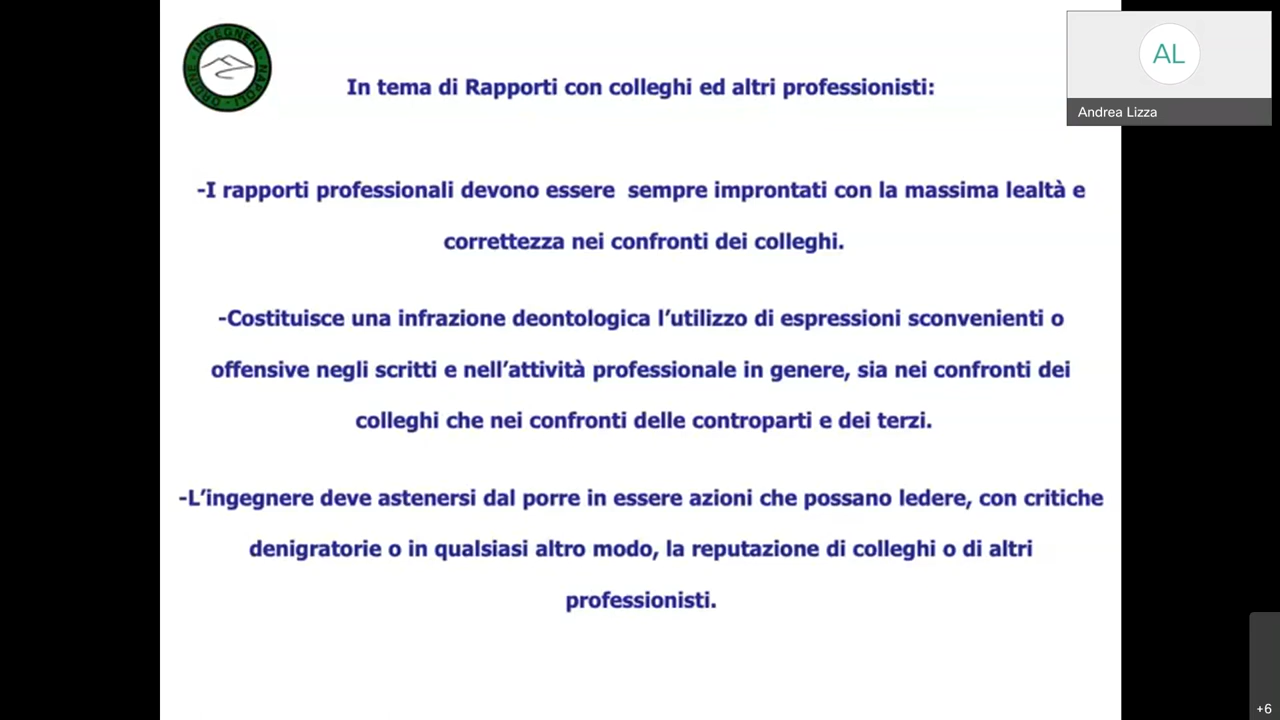 ORDINE · INGEGNERI · NAPOLI
In tema di Rapporti con colleghi ed altri professionisti:
AL
Andrea Lizza
-I rapporti professionali devono essere  sempre improntati con la massima lealtà e
correttezza nei confronti dei colleghi.
-Costituisce una infrazione deontologica l’utilizzo di espressioni sconvenienti o
offensive negli scritti e nell’attività professionale in genere, sia nei confronti dei
colleghi che nei confronti delle controparti e dei terzi.
-L’ingegnere deve astenersi dal porre in essere azioni che possano ledere, con critiche
denigratorie o in qualsiasi altro modo, la reputazione di colleghi o di altri
professionisti.
+6